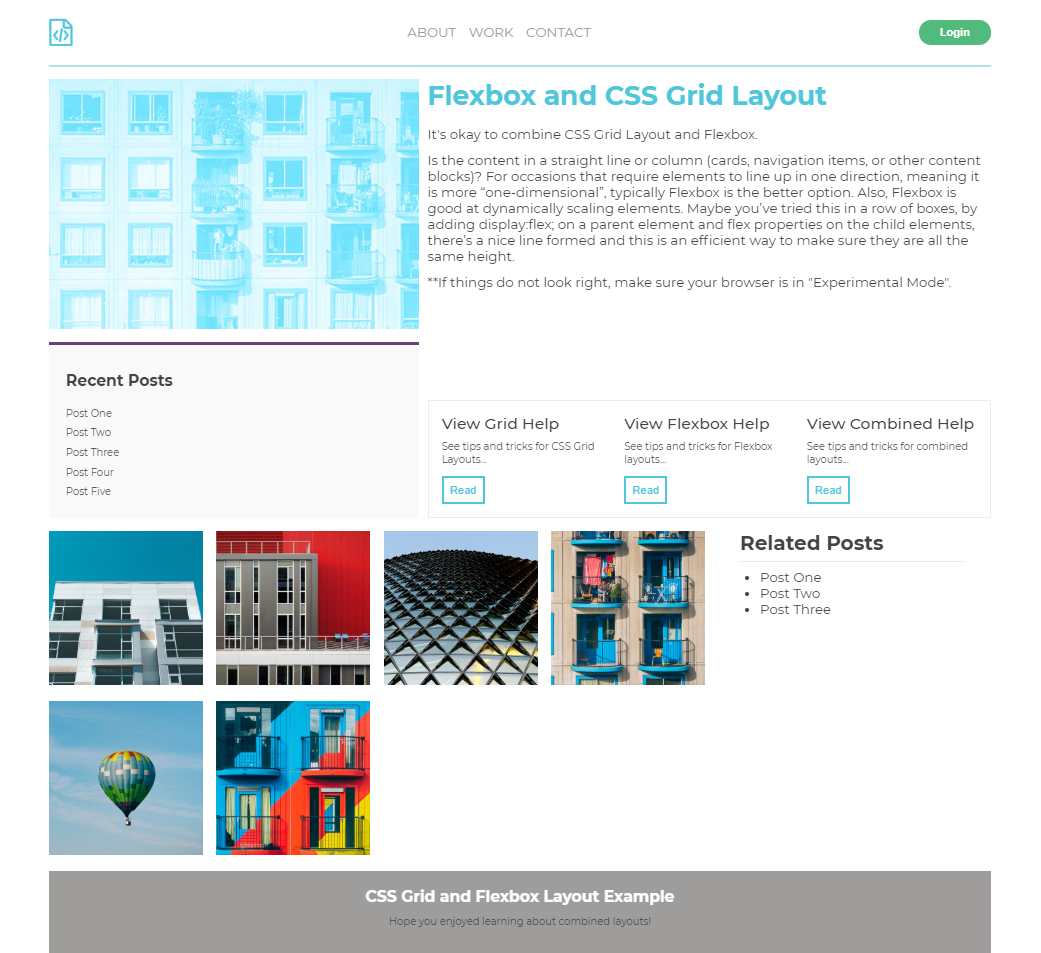 </>
ABOUT WORK CONTACT
Login
Flexbox and CSS Grid Layout
It's okay to combine CSS Grid Layout and Flexbox.
Is the content in a straight line or column (cards, navigation items, or other content
blocks)? For occasions that require elements to line up in one direction, meaning it
is more “one-dimensional”, typically Flexbox is the better option. Also, Flexbox is
good at dynamically scaling elements. Maybe you’ve tried this in a row of boxes, by
adding display:flex; on a parent element and flex properties on the child elements,
there’s a nice line formed and this is an efficient way to make sure they are all the
same height.
**If things do not look right, make sure your browser is in "Experimental Mode".
Recent Posts
Post One
Post Two
Post Three
Post Four
Post Five
View Grid Help
See tips and tricks for CSS Grid
Layouts...
Read
View Flexbox Help
See tips and tricks for Flexbox
layouts...
Read
View Combined Help
See tips and tricks for combined
layouts...
Read
Related Posts
• Post One
• Post Two
• Post Three
CSS Grid and Flexbox Layout Example
Hope you enjoyed learning about combined layouts!